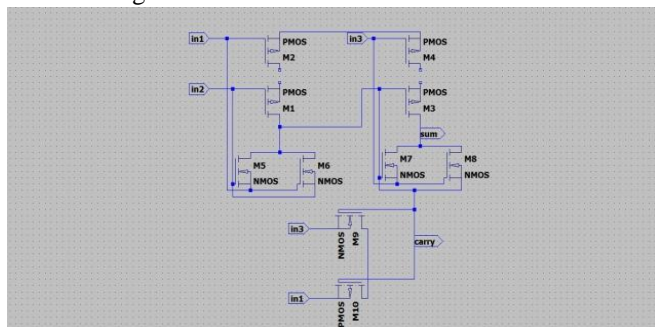 in1
PMOS
M2
in3
PMOS
M4
in2
PMOS
M1
PMOS
M3
sum
M5
NMOS
M6
NMOS
M7
NMOS
M8
NMOS
in3
NMOS
M9
carry
in1
PMOS
M10